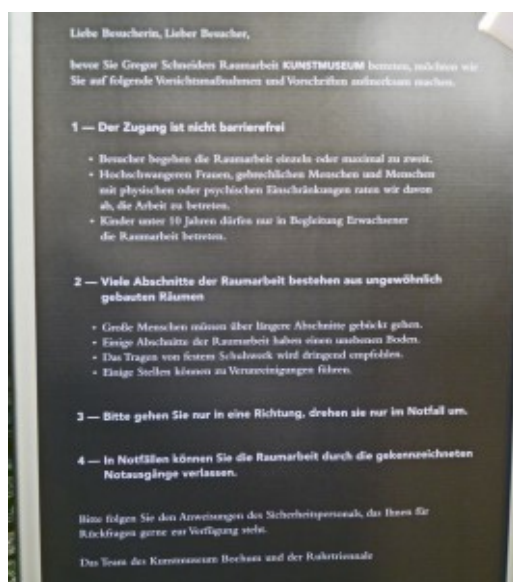 Liebe Besucherin, Lieber Besucher,
bevor Sie Gregor Schneiders Raumarbeit KUNSTMUSEUM betreten, möchten wir
Sie auf folgende Vorsichtsmaßnahmen und Vorschriften aufmerksam machen.
1 — Der Zugang ist nicht barrierefrei
• Besucher begehen die Raumarbeit einzeln oder maximal zu zweit.
• Hochschwangeren Frauen, gebrechlichen Menschen und Menschen
mit physischen oder psychischen Einschränkungen raten wir davon
ab, die Arbeit zu betreten.
• Kinder unter 10 Jahren dürfen nur in Begleitung Erwachsener
die Raumarbeit betreten.
2 — Viele Abschnitte der Raumarbeit bestehen aus ungewöhnlich
gebauten Räumen
• Große Menschen müssen über längere Abschnitte gebückt gehen.
• Einige Abschnitte der Raumarbeit haben einen unebenen Boden.
• Das Tragen von festem Schuhwerk wird dringend empfohlen.
• Einige Stellen können zu Verunreinigungen führen.
3 — Bitte gehen Sie nur in eine Richtung, drehen sie nur im Notfall um.
4 — In Notfällen können Sie die Raumarbeit durch die gekennzeichneten
Notausgänge verlassen.
Bitte folgen Sie den Anweisungen des Sicherheitspersonals, das Ihnen für
Rückfragen gerne zur Verfügung steht.
Das Team des Kunstmuseum Bochum und der Ruhrtriennale